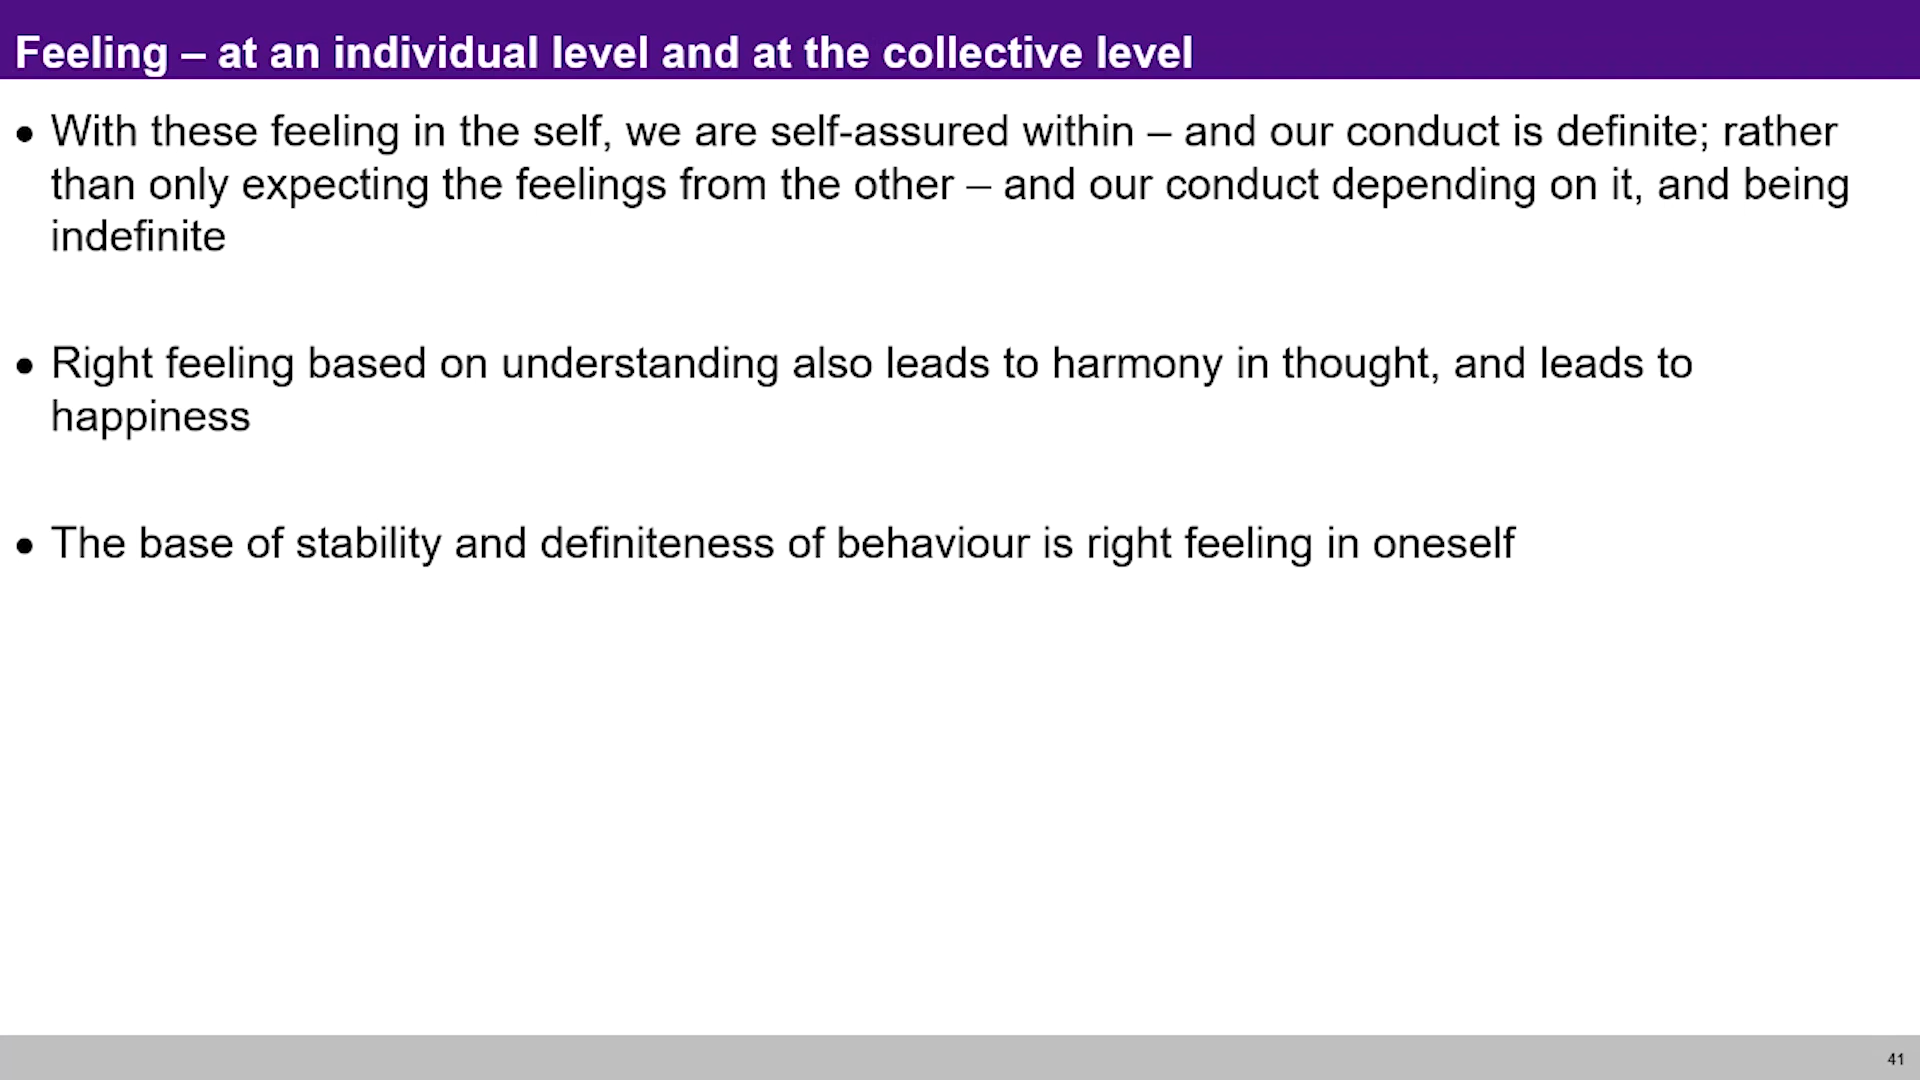 Feeling – at an individual level and at the collective level
• With these feeling in the self, we are self-assured within – and our conduct is definite; rather
than only expecting the feelings from the other – and our conduct depending on it, and being
indefinite
• Right feeling based on understanding also leads to harmony in thought, and leads to
happiness
• The base of stability and definiteness of behaviour is right feeling in oneself
41